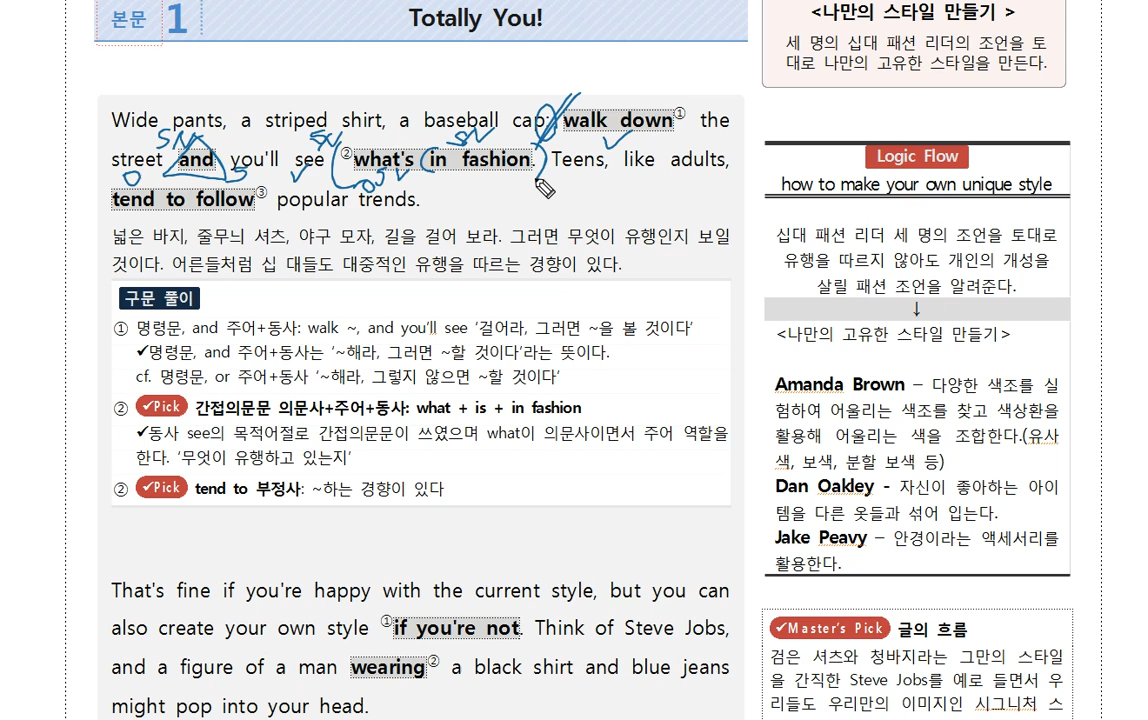 본문 1
Totally You!
<나만의 스타일 만들기 >
세 명의 십대 패션 리더의 조언을 토
대로 나만의 고유한 스타일을 만든다.
Wide pants, a striped shirt, a baseball cap; walk down① the
street and you'll see ②what's in fashion. Teens, like adults,
tend to follow③ popular trends.
넓은 바지, 줄무늬 셔츠, 야구 모자, 길을 걸어 보라. 그러면 무엇이 유행인지 보일
것이다. 어른들처럼 십 대들도 대중적인 유행을 따르는 경향이 있다.
구문 풀이
① 명령문, and 주어+동사: walk ~, and you'll see '걸어라, 그러면 ~을 볼 것이다'
✔명령문, and 주어+동사는 '~해라, 그러면 ~할 것이다'라는 뜻이다.
cf. 명령문, or 주어+동사 '~해라, 그렇지 않으면 ~할 것이다'
② ✔Pick 간접의문문 의문사+주어+동사: what + is + in fashion
✔동사 see의 목적어절로 간접의문문이 쓰였으며 what이 의문사이면서 주어 역할을
한다. '무엇이 유행하고 있는지'
② ✔Pick tend to 부정사: ~하는 경향이 있다
That's fine if you're happy with the current style, but you can
also create your own style ①if you're not. Think of Steve Jobs,
and a figure of a man wearing② a black shirt and blue jeans
might pop into your head.
Logic Flow
how to make your own unique style
십대 패션 리더 세 명의 조언을 토대로
유행을 따르지 않아도 개인의 개성을
살릴 패션 조언을 알려준다.
↓
<나만의 고유한 스타일 만들기>
Amanda Brown – 다양한 색조를 실
험하여 어울리는 색조를 찾고 색상환을
활용해 어울리는 색을 조합한다.(유사
색, 보색, 분할 보색 등)
Dan Oakley - 자신이 좋아하는 아이
템을 다른 옷들과 섞어 입는다.
Jake Peavy – 안경이라는 액세서리를
활용한다.
✔Master's Pick 글의 흐름
검은 셔츠와 청바지라는 그만의 스타일
을 간직한 Steve Jobs를 예로 들면서 우
리들도 우리만의 이미지인 시그니처 스